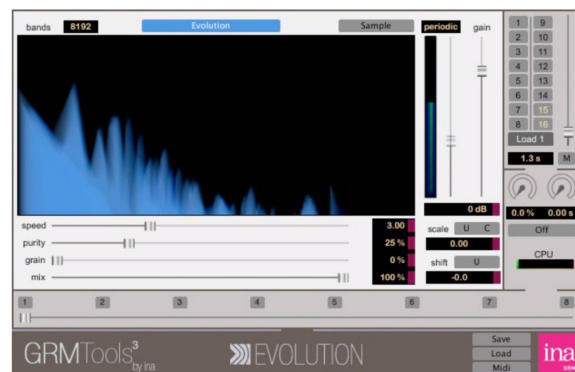 bands 8192 Evolution Sample periodic gain
1 9
2 10
3 11
4 12
5 13
6 14
7 15
8 16
Load 1
1.3 s M
0.0 % 0.00 s
Off
CPU
0 dB
speed 3.00
purity 25 %
grain 0 %
mix 100 %
scale U C
0.00
shift U
-0.0
1 2 3 4 5 6 7 8
GRMTools3
by ina
EVOLUTION
Save
Load
Midi
ina
GRM